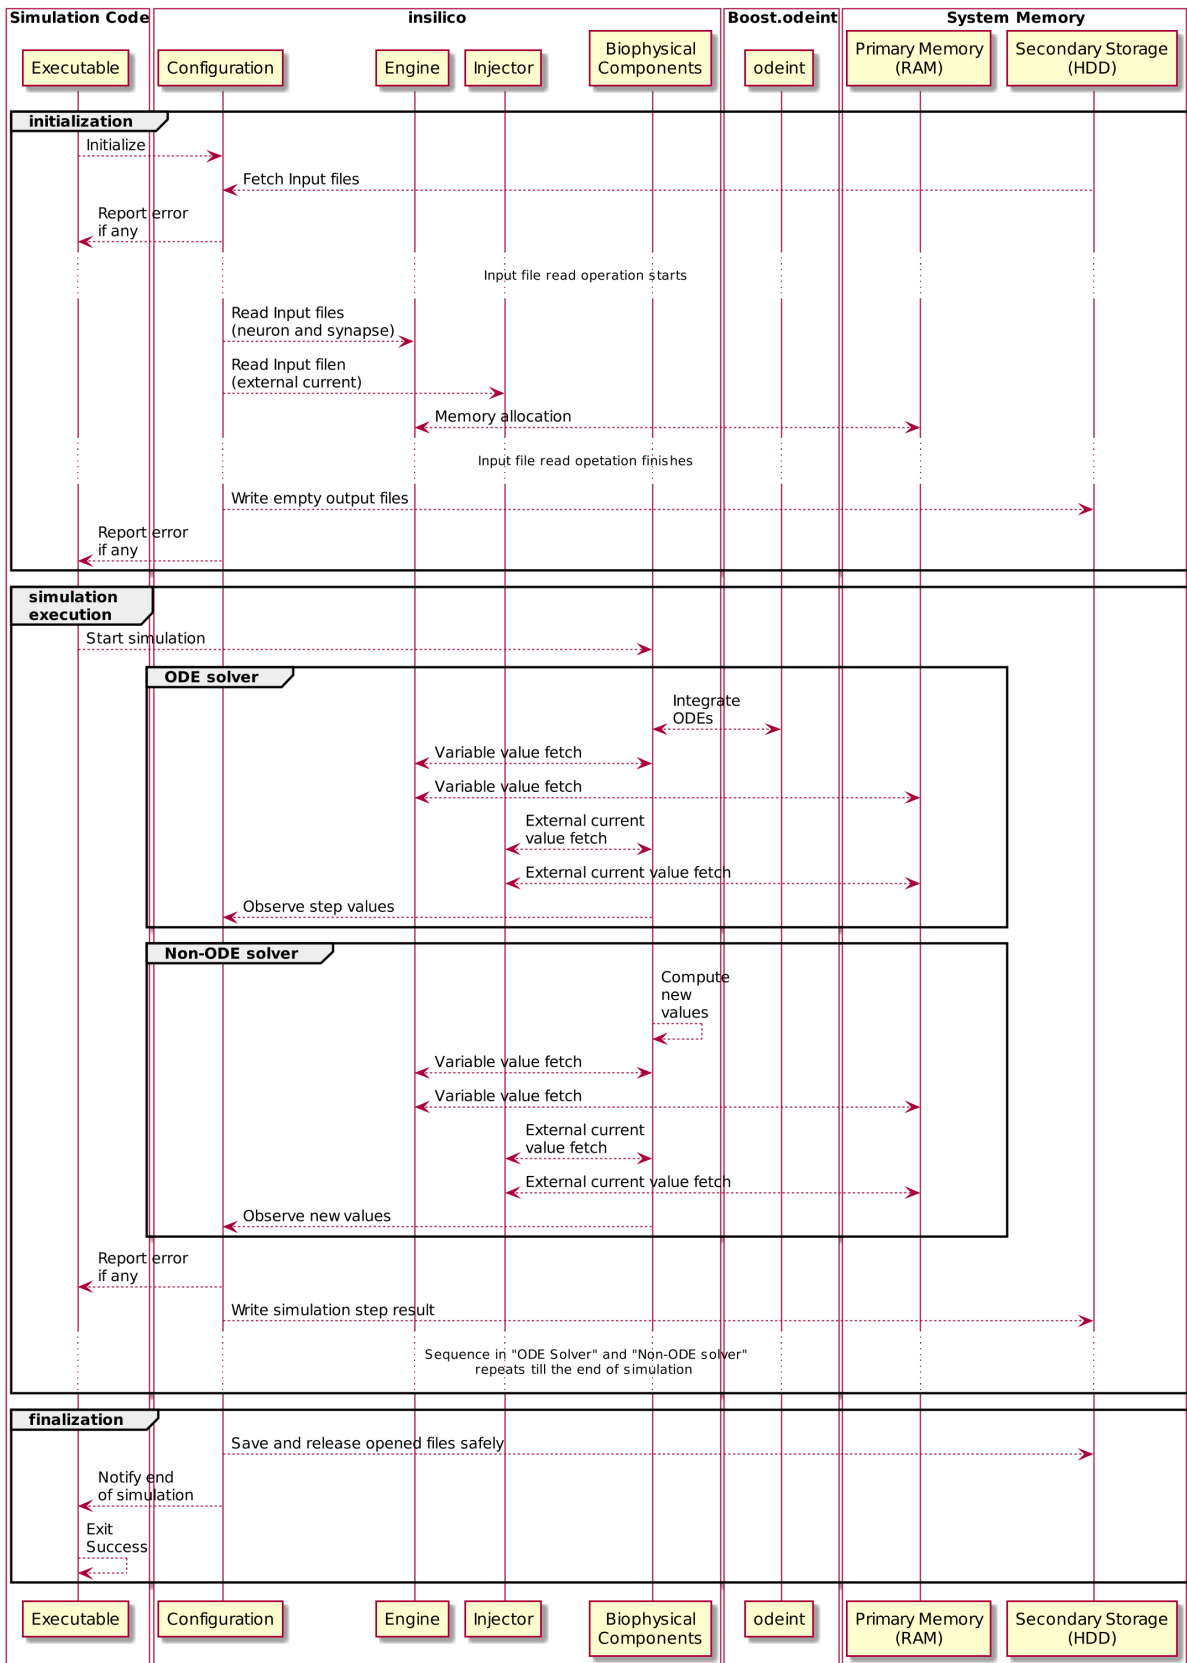 Simulation Code
insilico
Boost.odeint
System Memory
Executable
Configuration
Engine
Injector
Biophysical
Components
odeint
Primary Memory
(RAM)
Secondary Storage
(HDD)
initialization
Initialize
Fetch Input files
Report error
if any
Input file read operation starts
Read Input files
(neuron and synapse)
Read Input filen
(external current)
Memory allocation
Input file read opetation finishes
Write empty output files
Report error
if any
simulation
execution
Start simulation
ODE solver
Integrate
ODEs
Variable value fetch
Variable value fetch
External current
value fetch
External current value fetch
Observe step values
Non-ODE solver
Compute
new
values
Variable value fetch
Variable value fetch
External current
value fetch
External current value fetch
Observe new values
Report error
if any
Write simulation step result
Sequence in "ODE Solver" and "Non-ODE solver"
repeats till the end of simulation
finalization
Save and release opened files safely
Notify end
of simulation
Exit
Success
Executable
Configuration
Engine
Injector
Biophysical
Components
odeint
Primary Memory
(RAM)
Secondary Storage
(HDD)